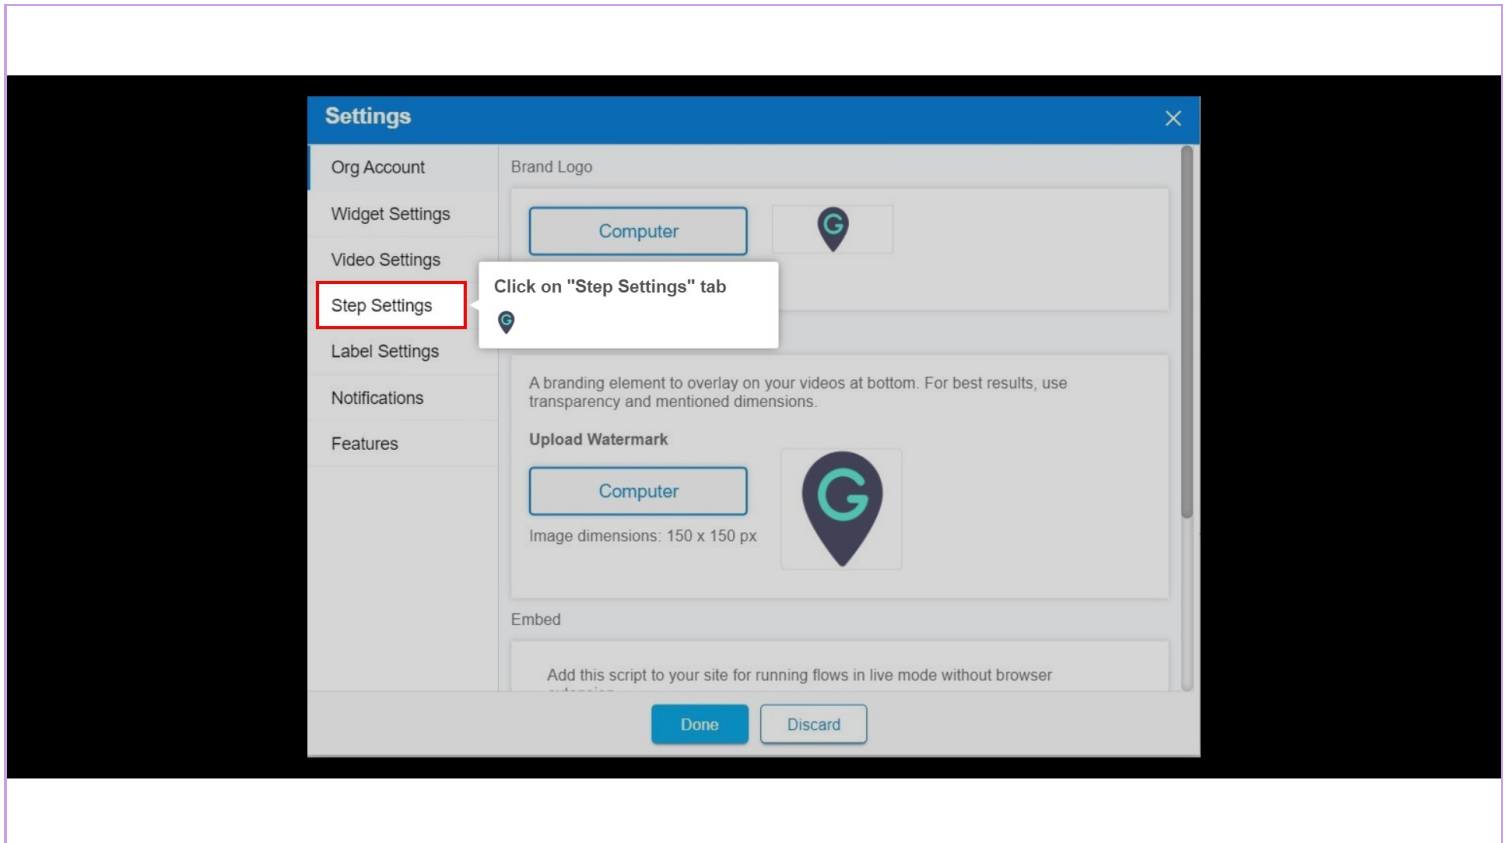 Settings
Org Account
Widget Settings
Video Settings
Step Settings
Label Settings
Notifications
Features
Brand Logo
Computer
G
Click on "Step Settings" tab
G
A branding element to overlay on your videos at bottom. For best results, use
transparency and mentioned dimensions.
Upload Watermark
Computer
G
Image dimensions: 150 x 150 px
Embed
Add this script to your site for running flows in live mode without browser
Done
Discard